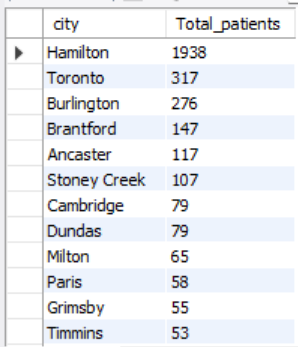 city Total_patients
Hamilton 1938
Toronto 317
Burlington 276
Brantford 147
Ancaster 117
Stoney Creek 107
Cambridge 79
Dundas 79
Milton 65
Paris 58
Grimsby 55
Timmins 53